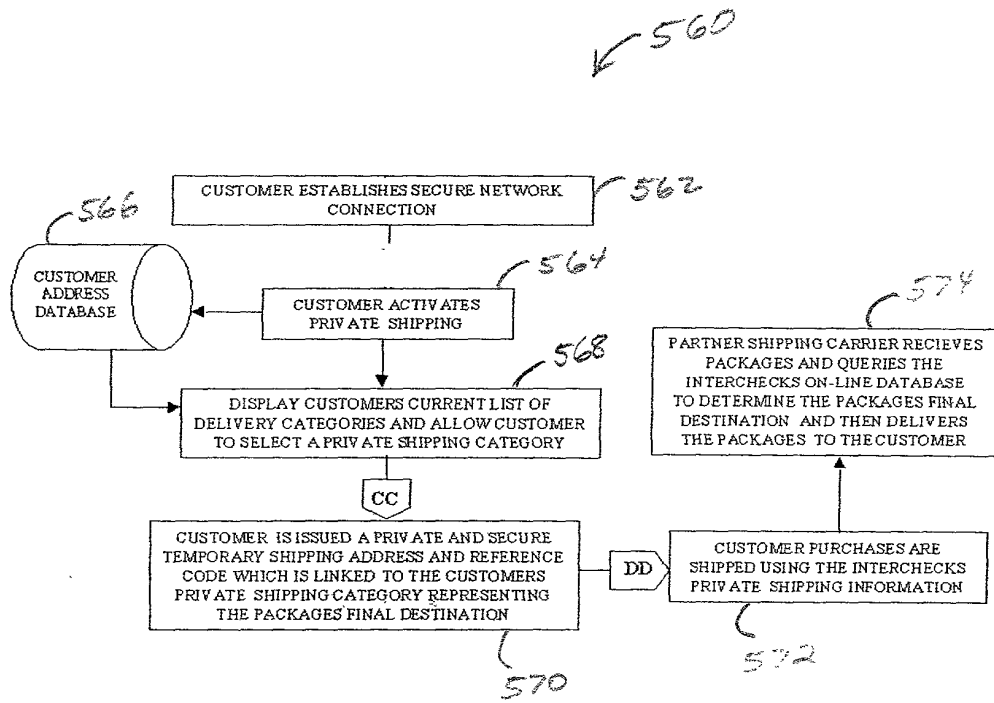 560
CUSTOMER ESTABLISHES SECURE NETWORK
CONNECTION
562
566
CUSTOMER
ADDRESS
DATABASE
CUSTOMER ACTIVATES
PRIVATE SHIPPING
564
DISPLAY CUSTOMERS CURRENT LIST OF
DELIVERY CATEGORIES AND ALLOW CUSTOMER
TO SELECT A PRIVATE SHIPPING CATEGORY
568
CC
CUSTOMER IS ISSUED A PRIVATE AND SECURE
TEMPORARY SHIPPING ADDRESS AND REFERENCE
CODE WHICH IS LINKED TO THE CUSTOMERS
PRIVATE SHIPPING CATEGORY REPRESENTING
THE PACKAGES FINAL DESTINATION
570
DD
CUSTOMER PURCHASES ARE
SHIPPED USING THE INTERCHECKS
PRIVATE SHIPPING INFORMATION
572
574
PARTNER SHIPPING CARRIER RECIEVES
PACKAGES AND QUERIES THE
INTERCHECKS ON-LINE DATABASE
TO DETERMINE THE PACKAGES FINAL
DESTINATION AND THEN DELIVERS
THE PACKAGES TO THE CUSTOMER